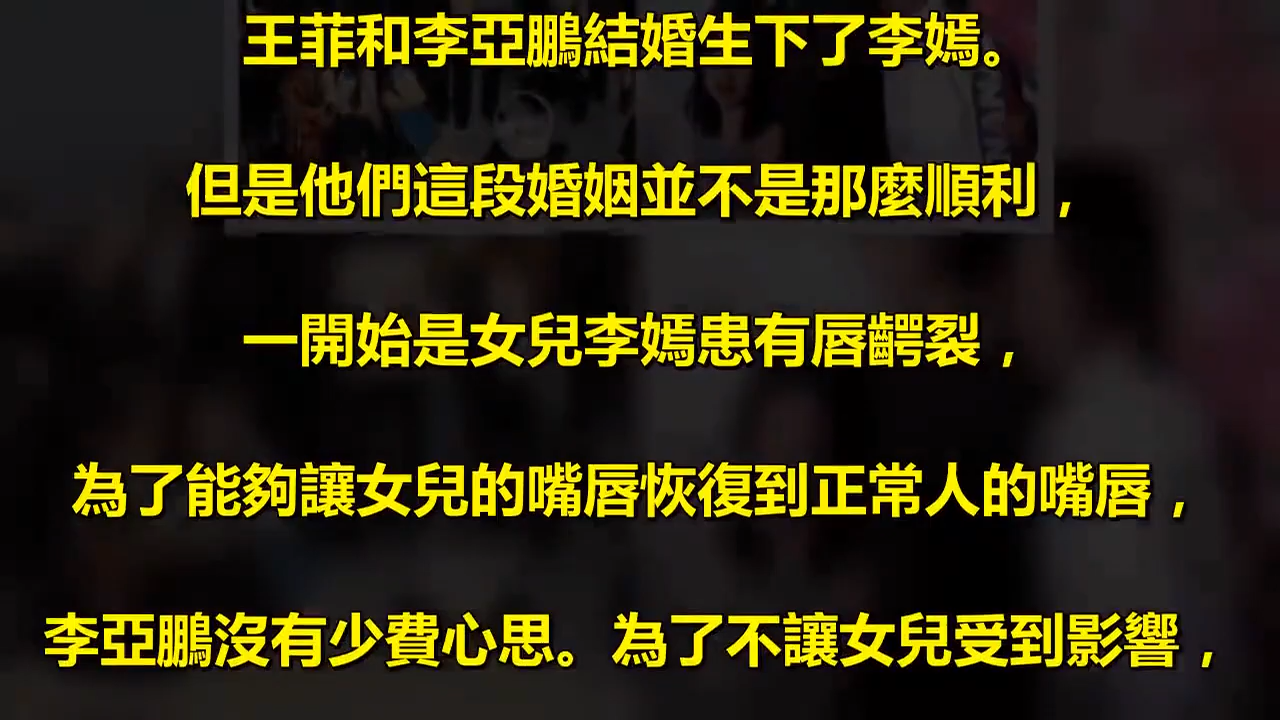 王菲和李亞鵬結婚生下了李嫣。
但是他們這段婚姻並不是那麼順利，
一開始是女兒李嫣患有唇齶裂，
為了能夠讓女兒的嘴唇恢復到正常人的嘴唇，
李亞鵬沒有少費心思。為了不讓女兒受到影響，